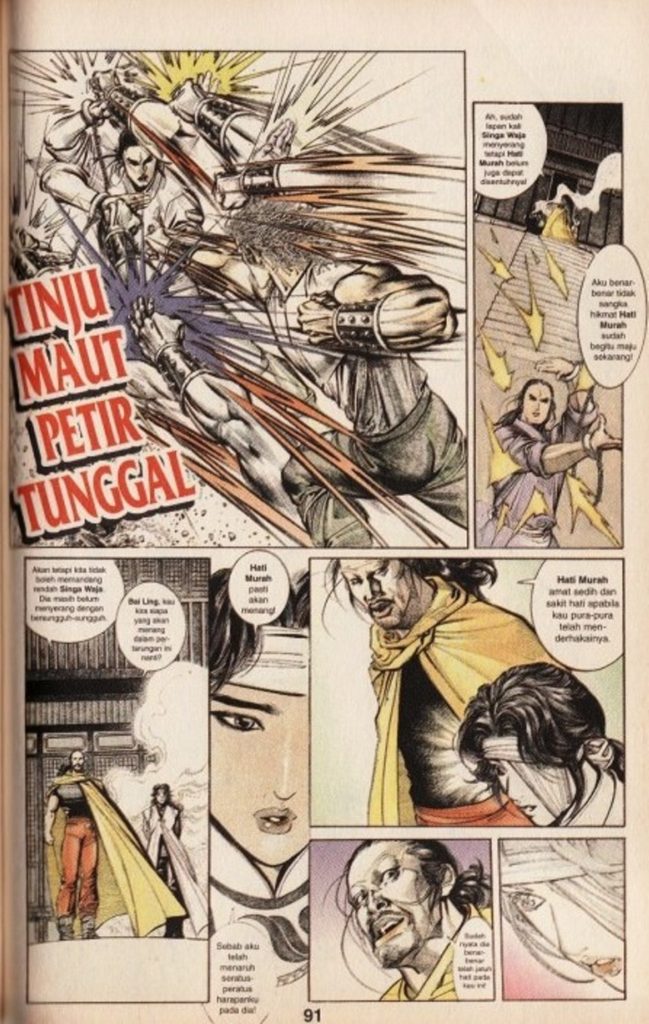 TINJU
MAUT
PETIR
TUNGGAL
Ah, sudah
lapan kali
Singa Waja
menyerang
tetapi Hati
Murah belum
juga dapat
disentuhnya!
Aku benar-
benar tidak
sangka
hikmat Hati
Murah
sudah
begitu maju
sekarang!
Akan tetapi kita tidak
boleh memandang
rendah Singa Waja.
Dia masih belum
menyerang dengan
bersungguh-sungguh.
Bai Ling, kau
kira siapa
yang akan
menang
dalam per-
tarungan ini
nanti?
Hati
Murah
pasti
akan
menang!
Sebab aku
telah
menaruh
seratus-
peratus
harapanku
pada dia!
Hati Murah
amat sedih dan
sakit hati apabila
kau pura-pura
telah men-
derhakainya.
Sudah
nyata dia
benar-
benar
telah jatuh
hati pada
kau ini!
91